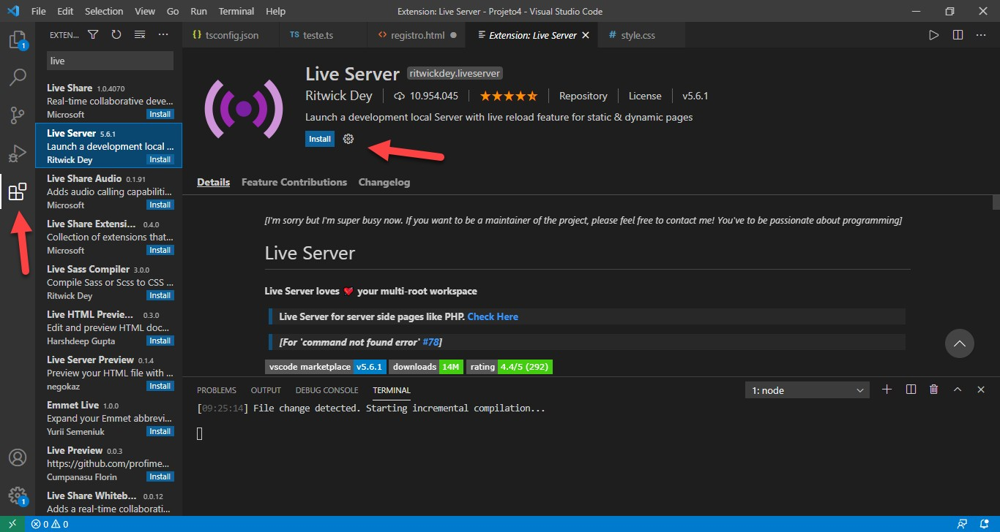 File Edit Selection View Go Run Terminal Help
Extension: Live Server - Projeto4 - Visual Studio Code
EXTEN...
{} tsconfig.json
TS teste.ts
<> registro.html
Extension: Live Server
# style.css
1
live
Live Share 1.0.4070
Real-time collaborative deve...
Microsoft
Install
Live Server 5.6.1
Launch a development local ...
Ritwick Dey
Install
Live Share Audio 0.1.91
Adds audio calling capabiliti...
Microsoft
Install
Live Share Extensi... 0.4.0
Collection of extensions that...
Microsoft
Install
Live Sass Compiler 3.0.0
Compile Sass or Scss to CSS ...
Ritwick Dey
Install
Live HTML Previe... 0.3.0
Edit and preview HTML doc...
Harshdeep Gupta
Install
Live Server Preview 0.1.4
Preview your HTML file with ...
negokaz
Install
Emmet Live 1.0.0
Expand your Emmet abbrevi...
Yurii Semeniuk
Install
Live Preview 0.0.3
https://github.com/profime...
Cumpanasu Florin
Install
Live Share Whiteb... 0.0.12
Adds a real-time collaborati...
1
Live Server ritwickdey.liveserver
Ritwick Dey 10.954.045 Repository License v5.6.1
Launch a development local Server with live reload feature for static & dynamic pages
Install
Details Feature Contributions Changelog
[I'm sorry but I'm super busy now. If you want to be a maintainer of the project, please feel free to contact me! You've to be passionate about programming]
Live Server
Live Server loves ❤ your multi-root workspace
Live Server for server side pages like PHP. Check Here
[For 'command not found error' #78]
vscode marketplace v5.6.1 downloads 14M rating 4.4/5 (292)
PROBLEMS OUTPUT DEBUG CONSOLE TERMINAL
1: node
[09:25:14] File change detected. Starting incremental compilation...
0 0